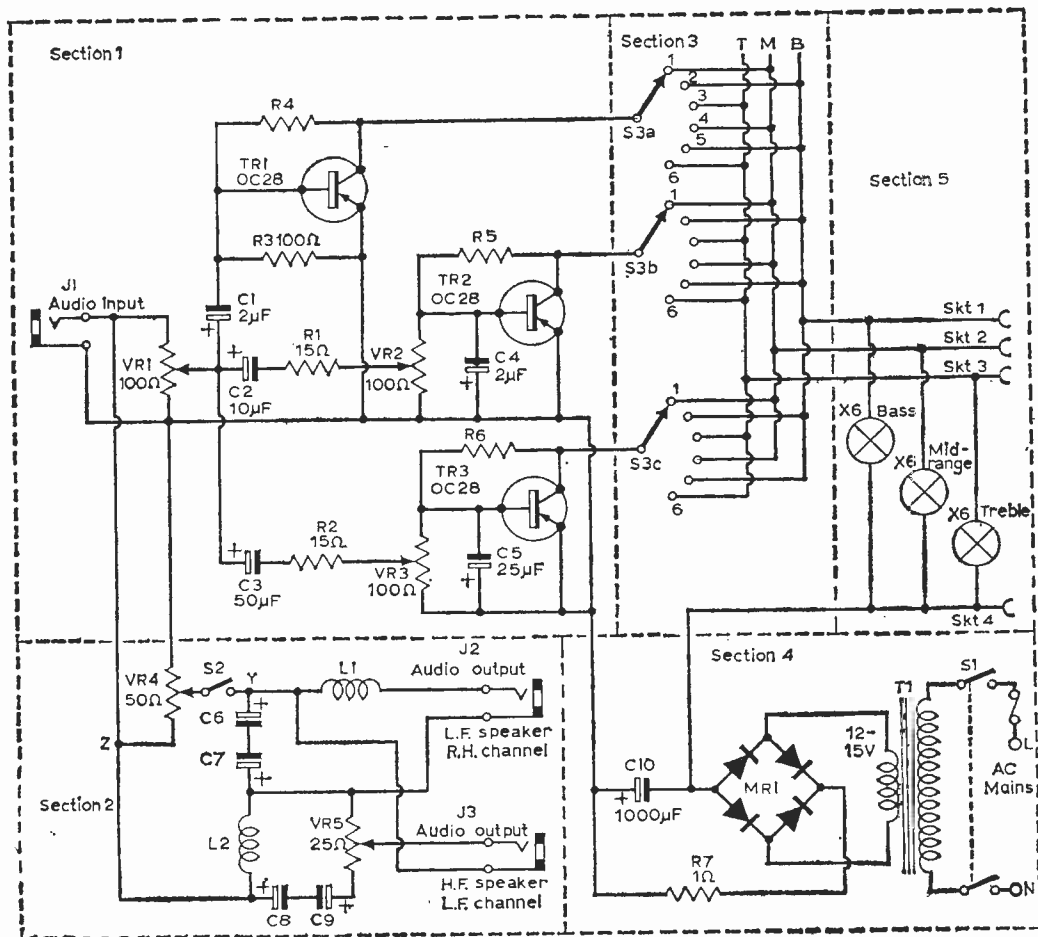 Section 1
Section 3
T M B
Section 5
R4
TR1
OC28
R3 100Ω
J1
Audio Input
C1
2µF
VR1
100Ω
C2
10µF
R1
15Ω
VR2
100Ω
R5
TR2
OC28
C4
2µF
R6
TR3
OC28
C3
50µF
R2
15Ω
VR3
100Ω
C5
25µF
S3a
1
2
3
4
5
6
S3b
1
6
S3c
1
6
Skt 1
Skt 2
Skt 3
X6 Bass
X6 Mid-
range
X6 Treble
Skt 4
Section 2
VR4
50Ω
S2
Y
Z
C6
C7
L1
J2
Audio output
L.F. speaker
R.H. channel
L2
VR5
25Ω
J3
Audio output
H.F. speaker
L.F. channel
C8
C9
Section 4
C10
1000µF
MR1
R7
1Ω
12-
15V
T1
S1
L
AC
Mains
N